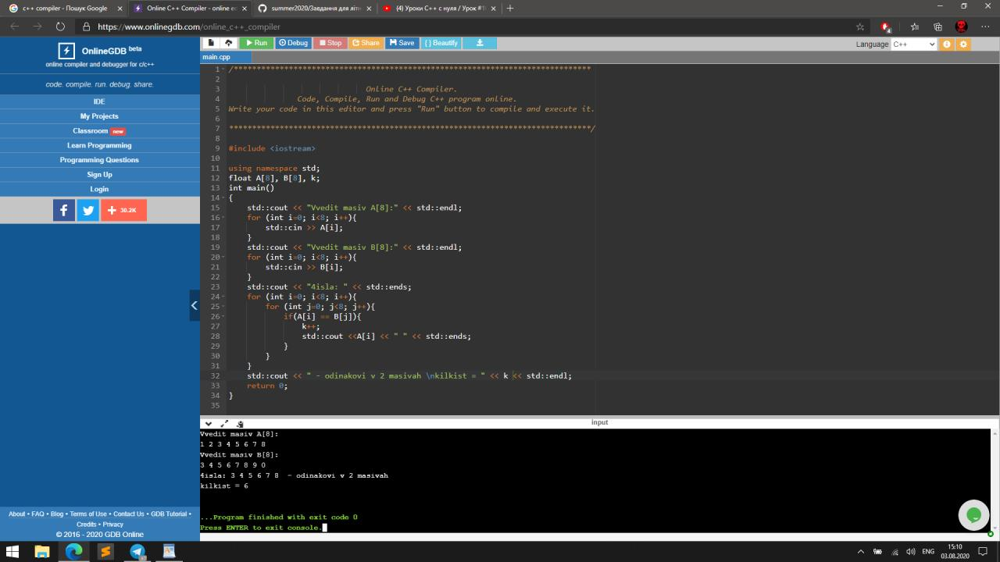 c++ compiler - Пошук Google
Online C++ Compiler - online ec
summer2020/Завдання для літн
(4) Уроки C++ с нуля / Урок #1
https://www.onlinegdb.com/online_c++_compiler
OnlineGDB beta
online compiler and debugger for c/c++
code. compile. run. debug. share.
IDE
My Projects
Classroom new
Learn Programming
Programming Questions
Sign Up
Login
30.2K
About • FAQ • Blog • Terms of Use • Contact Us • GDB Tutorial •
Credits • Privacy
© 2016 - 2020 GDB Online
Run Debug Stop Share Save { } Beautify
Language C++
main.cpp
1 /******************************************************************************
2
3 Online C++ Compiler.
4 Code, Compile, Run and Debug C++ program online.
5 Write your code in this editor and press "Run" button to compile and execute it.
6
7 *******************************************************************************/
8
9 #include <iostream>
10
11 using namespace std;
12 float A[8], B[8], k;
13 int main()
14 {
15 std::cout << "Vvedit masiv A[8]:" << std::endl;
16 for (int i=0; i<8; i++){
17 std::cin >> A[i];
18 }
19 std::cout << "Vvedit masiv B[8]:" << std::endl;
20 for (int i=0; i<8; i++){
21 std::cin >> B[i];
22 }
23 std::cout << "4isla: " << std::ends;
24 for (int i=0; i<8; i++){
25 for (int j=0; j<8; j++){
26 if(A[i] == B[j]){
27 k++;
28 std::cout <<A[i] << " " << std::ends;
29 }
30 }
31 }
32 std::cout << " - odinakovi v 2 masivah \nkilkist = " << k << std::endl;
33 return 0;
34 }
35
input
Vvedit masiv A[8]:
1 2 3 4 5 6 7 8
Vvedit masiv B[8]:
3 4 5 6 7 8 9 0
4isla: 3 4 5 6 7 8  - odinakovi v 2 masivah
kilkist = 6
...Program finished with exit code 0
Press ENTER to exit console.
ENG
15:10
03.08.2020